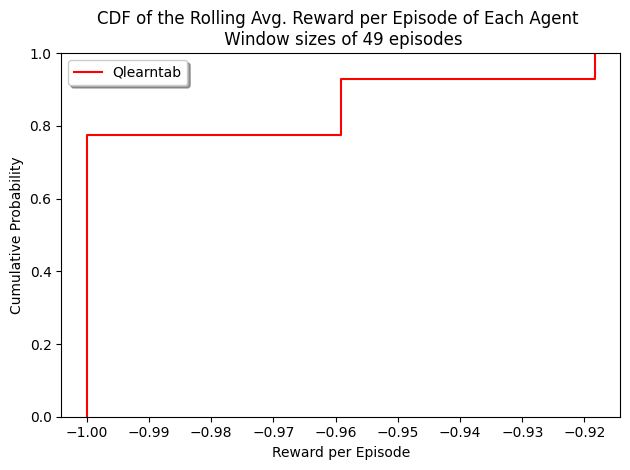 CDF of the Rolling Avg. Reward per Episode of Each Agent
Window sizes of 49 episodes
Qlearntab
Cumulative Probability
1.0
0.8
0.6
0.4
0.2
0.0
−1.00 −0.99 −0.98 −0.97 −0.96 −0.95 −0.94 −0.93 −0.92
Reward per Episode